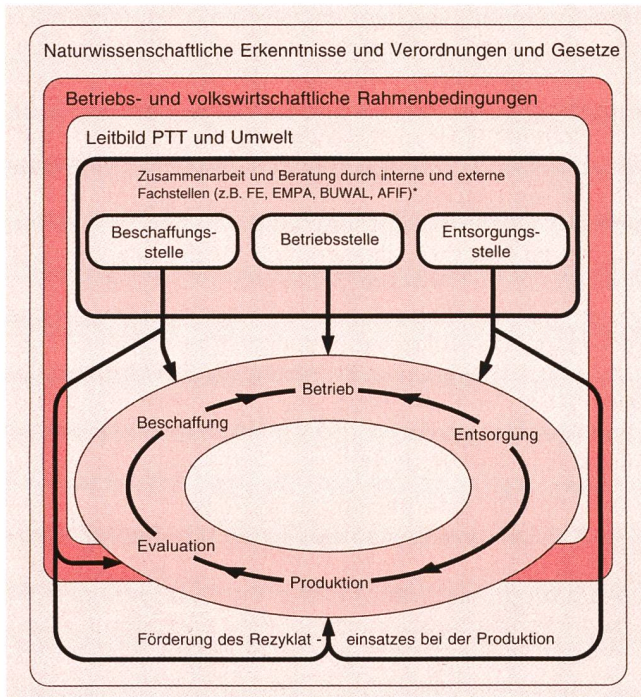 Naturwissenschaftliche Erkenntnisse und Verordnungen und Gesetze
Betriebs- und volkswirtschaftliche Rahmenbedingungen
Leitbild PTT und Umwelt
Zusammenarbeit und Beratung durch interne und externe
Fachstellen (z.B. FE, EMPA, BUWAL, AFIF)*
Beschaffungs-
stelle
Betriebsstelle
Entsorgungs-
stelle
Betrieb
Beschaffung
Entsorgung
Evaluation
Produktion
Förderung des Rezyklat - einsatzes bei der Produktion